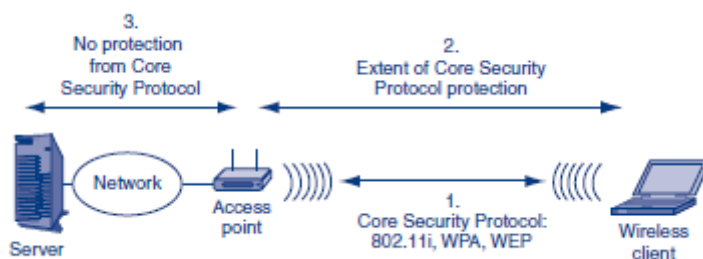 3.
No protection
from Core
Security Protocol
2.
Extent of Core Security
Protocol protection
Network
Server
Access
point
1.
Core Security Protocol:
802.11i, WPA, WEP
Wireless
client